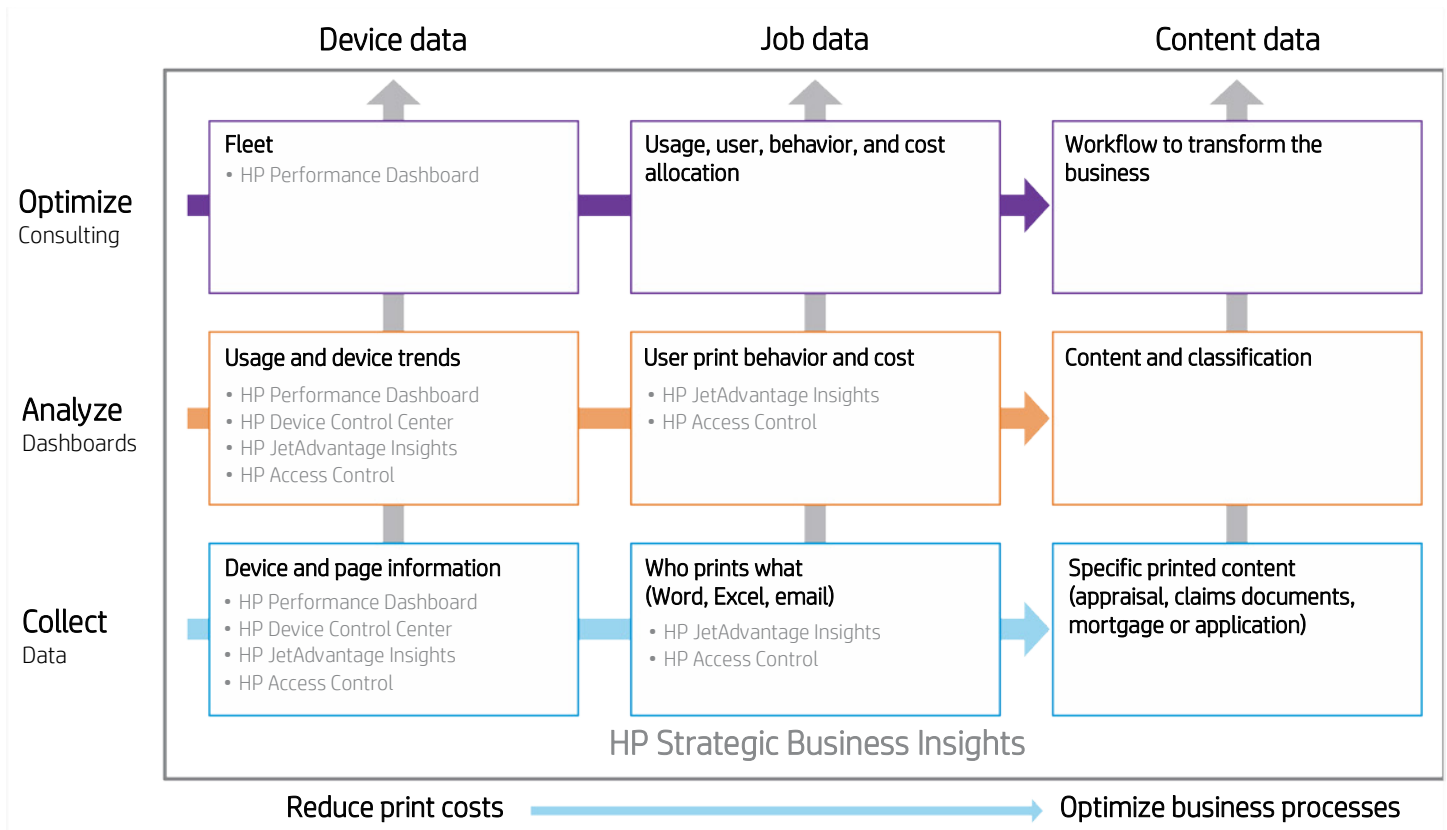 Device data
Job data
Content data
Optimize
Consulting
Fleet
• HP Performance Dashboard
Usage, user, behavior, and cost
allocation
Workflow to transform the
business
Analyze
Dashboards
Usage and device trends
• HP Performance Dashboard
• HP Device Control Center
• HP JetAdvantage Insights
• HP Access Control
User print behavior and cost
• HP JetAdvantage Insights
• HP Access Control
Content and classification
Collect
Data
Device and page information
• HP Performance Dashboard
• HP Device Control Center
• HP JetAdvantage Insights
• HP Access Control
Who prints what
(Word, Excel, email)
• HP JetAdvantage Insights
• HP Access Control
Specific printed content
(appraisal, claims documents,
mortgage or application)
HP Strategic Business Insights
Reduce print costs
Optimize business processes